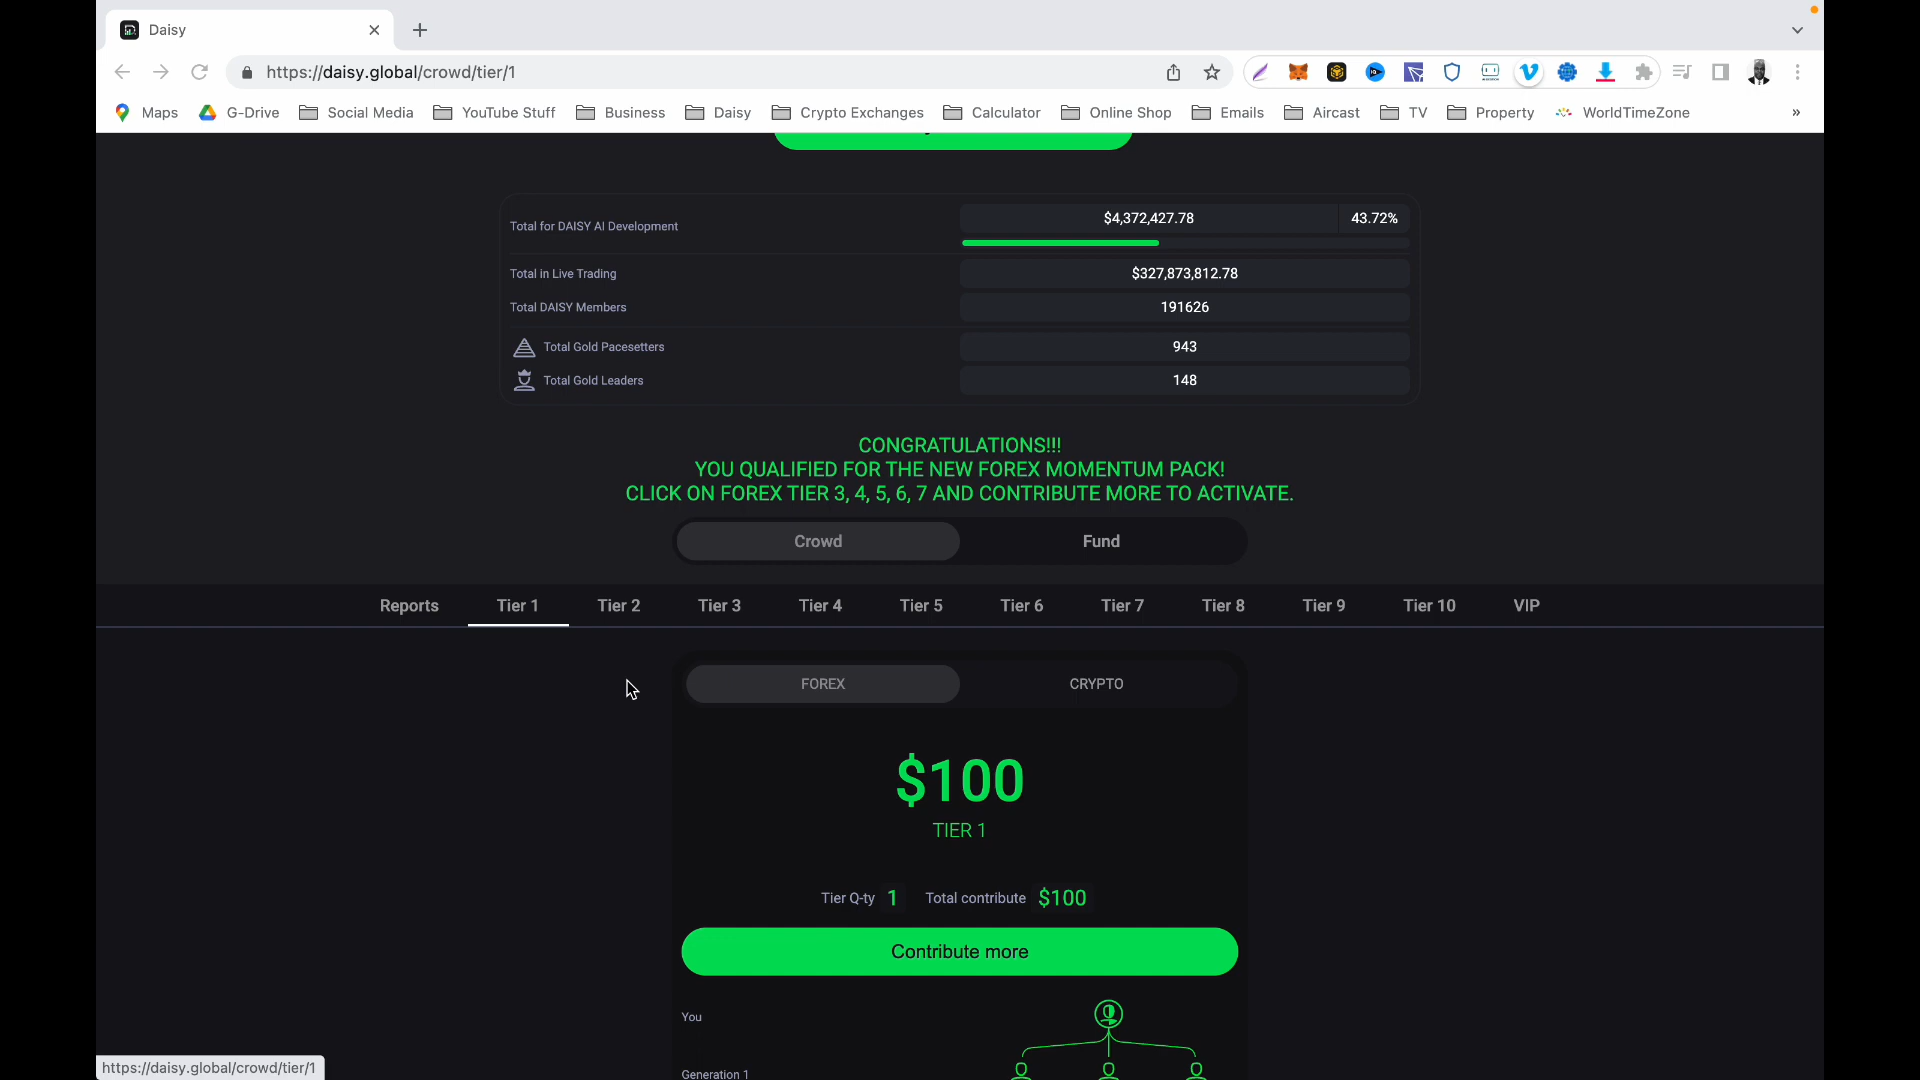 Daisy
https://daisy.global/crowd/tier/1
Maps G-Drive Social Media YouTube Stuff Business Daisy Crypto Exchanges Calculator Online Shop Emails Aircast TV Property WorldTimeZone »
Total for DAISY AI Development $4,372,427.78 43.72%
Total in Live Trading $327,873,812.78
Total DAISY Members 191626
Total Gold Pacesetters 943
Total Gold Leaders 148
CONGRATULATIONS!!!
YOU QUALIFIED FOR THE NEW FOREX MOMENTUM PACK!
CLICK ON FOREX TIER 3, 4, 5, 6, 7 AND CONTRIBUTE MORE TO ACTIVATE.
Crowd Fund
Reports Tier 1 Tier 2 Tier 3 Tier 4 Tier 5 Tier 6 Tier 7 Tier 8 Tier 9 Tier 10 VIP
FOREX CRYPTO
$100
TIER 1
Tier Q-ty 1 Total contribute $100
Contribute more
You
Generation 1
https://daisy.global/crowd/tier/1